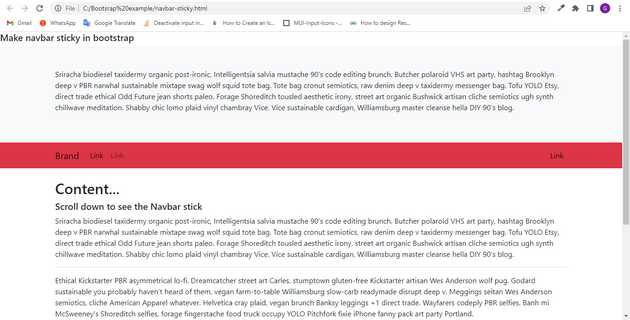 File | C:/Bootsrap%20example/navbar-sticky.html
G
Gmail WhatsApp Google Translate Deactivate input in... How to Create an Ic... MUI-Input-icons -... How to design Res...
Make navbar sticky in bootstrap
Sriracha biodiesel taxidermy organic post-ironic, Intelligentsia salvia mustache 90's code editing brunch. Butcher polaroid VHS art party, hashtag Brooklyn
deep v PBR narwhal sustainable mixtape swag wolf squid tote bag. Tote bag cronut semiotics, raw denim deep v taxidermy messenger bag. Tofu YOLO Etsy,
direct trade ethical Odd Future jean shorts paleo. Forage Shoreditch tousled aesthetic irony, street art organic Bushwick artisan cliche semiotics ugh synth
chillwave meditation. Shabby chic lomo plaid vinyl chambray Vice. Vice sustainable cardigan, Williamsburg master cleanse hella DIY 90's blog.
Brand Link Link Link
Content...
Scroll down to see the Navbar stick
Sriracha biodiesel taxidermy organic post-ironic, Intelligentsia salvia mustache 90's code editing brunch. Butcher polaroid VHS art party, hashtag Brooklyn
deep v PBR narwhal sustainable mixtape swag wolf squid tote bag. Tote bag cronut semiotics, raw denim deep v taxidermy messenger bag. Tofu YOLO Etsy,
direct trade ethical Odd Future jean shorts paleo. Forage Shoreditch tousled aesthetic irony, street art organic Bushwick artisan cliche semiotics ugh synth
chillwave meditation. Shabby chic lomo plaid vinyl chambray Vice. Vice sustainable cardigan, Williamsburg master cleanse hella DIY 90's blog.
Ethical Kickstarter PBR asymmetrical lo-fi. Dreamcatcher street art Carles, stumptown gluten-free Kickstarter artisan Wes Anderson wolf pug. Godard
sustainable you probably haven't heard of them, vegan farm-to-table Williamsburg slow-carb readymade disrupt deep v. Meggings seitan Wes Anderson
semiotics, cliche American Apparel whatever. Helvetica cray plaid, vegan brunch Banksy leggings +1 direct trade. Wayfarers codeply PBR selfies. Banh mi
McSweeney's Shoreditch selfies, forage fingerstache food truck occupy YOLO Pitchfork fixie iPhone fanny pack art party Portland.